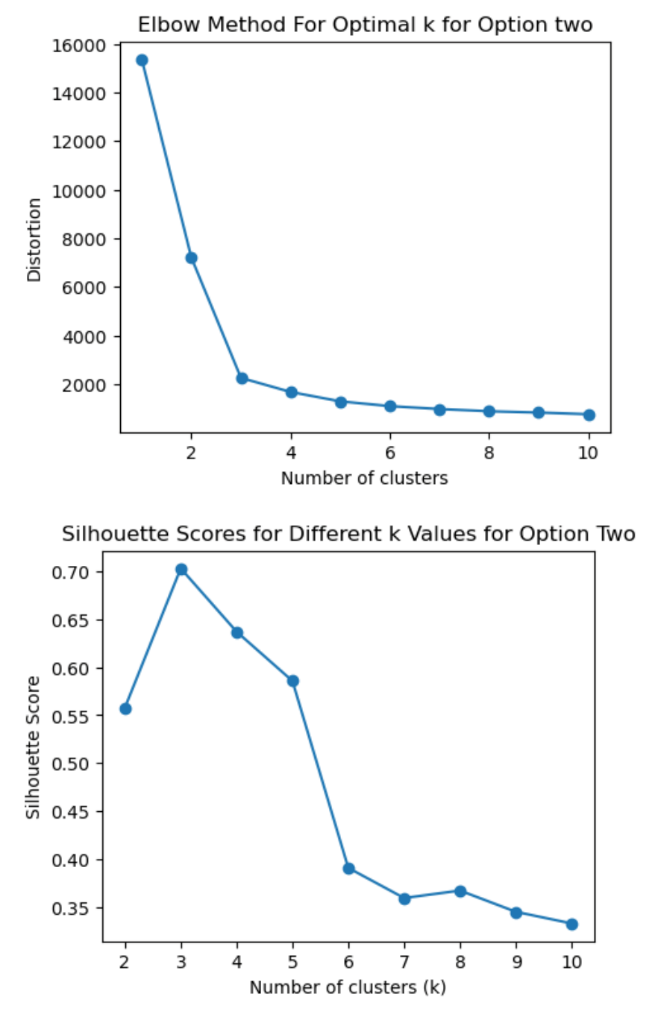 Elbow Method For Optimal k for Option two
16000
14000
12000
10000
8000
6000
4000
2000
Distortion
2 4 6 8 10
Number of clusters
Silhouette Scores for Different k Values for Option Two
0.70
0.65
0.60
0.55
0.50
0.45
0.40
0.35
Silhouette Score
2 3 4 5 6 7 8 9 10
Number of clusters (k)